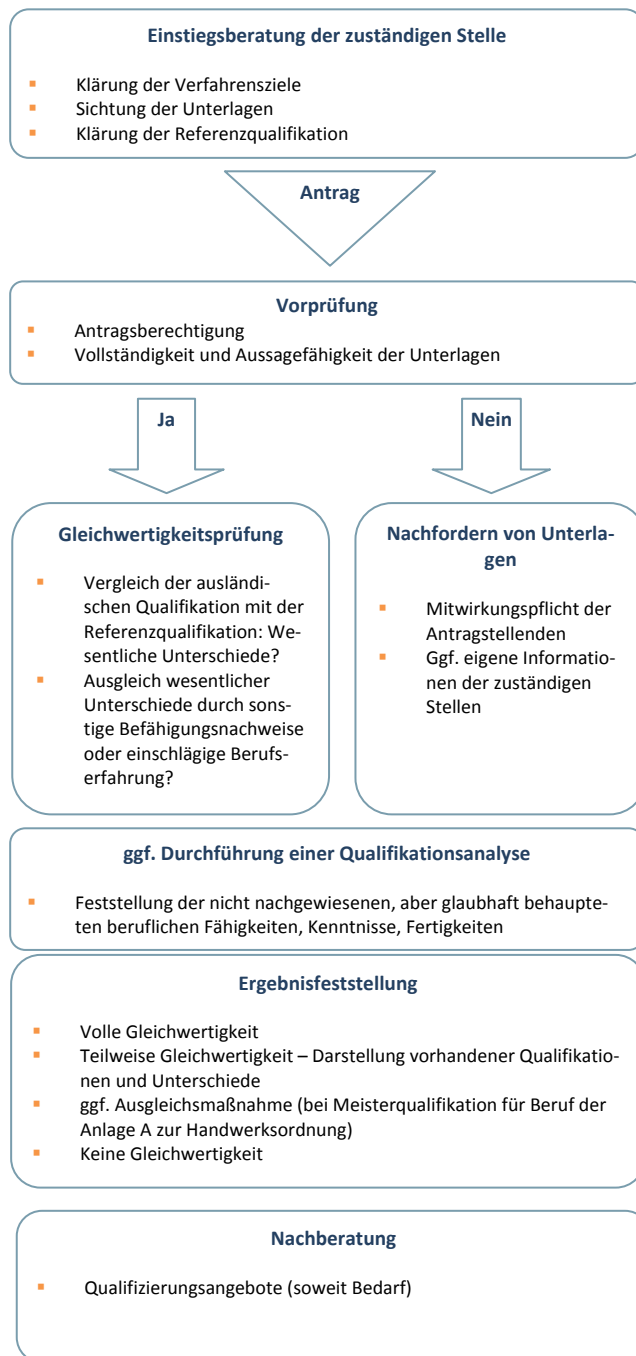 Einstiegsberatung der zuständigen Stelle
▪ Klärung der Verfahrensziele
▪ Sichtung der Unterlagen
▪ Klärung der Referenzqualifikation
Antrag
Vorprüfung
▪ Antragsberechtigung
▪ Vollständigkeit und Aussagefähigkeit der Unterlagen
Ja
Nein
Gleichwertigkeitsprüfung
▪ Vergleich der ausländi-
schen Qualifikation mit der
Referenzqualifikation: We-
sentliche Unterschiede?
▪ Ausgleich wesentlicher
Unterschiede durch sons-
tige Befähigungsnachweise
oder einschlägige Berufs-
erfahrung?
Nachfordern von Unterla-
gen
▪ Mitwirkungspflicht der
Antragstellenden
▪ Ggf. eigene Informatio-
nen der zuständigen
Stellen
ggf. Durchführung einer Qualifikationsanalyse
▪ Feststellung der nicht nachgewiesenen, aber glaubhaft behaupte-
ten beruflichen Fähigkeiten, Kenntnisse, Fertigkeiten
Ergebnisfeststellung
▪ Volle Gleichwertigkeit
▪ Teilweise Gleichwertigkeit – Darstellung vorhandener Qualifikatio-
nen und Unterschiede
▪ ggf. Ausgleichsmaßnahme (bei Meisterqualifikation für Beruf der
Anlage A zur Handwerksordnung)
▪ Keine Gleichwertigkeit
Nachberatung
▪ Qualifizierungsangebote (soweit Bedarf)